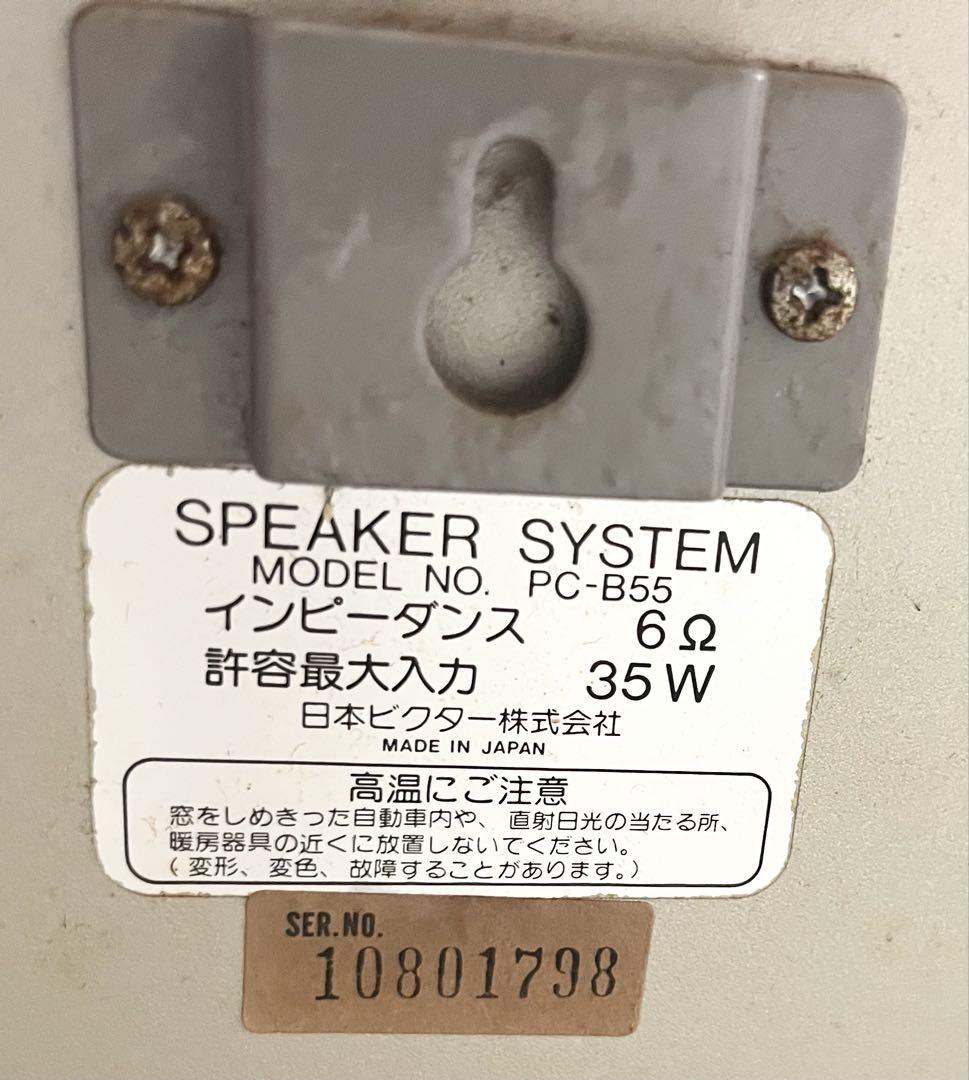 SPEAKER SYSTEM
MODEL NO. PC-B55
インピーダンス 6Ω
許容最大入力 35W
日本ビクター株式会社
MADE IN JAPAN
高温にご注意
窓をしめきった自動車内や、直射日光の当たる所、
暖房器具の近くに放置しないてください。
(変形、変色、故障することがあります。)
SER.NO.
10801798